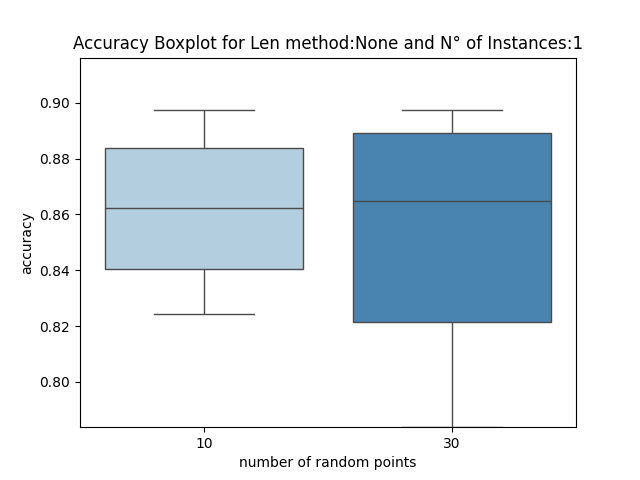 Accuracy Boxplot for Len method:None and N° of Instances:1
0.90
0.88
0.86
0.84
0.82
0.80
accuracy
10 30
number of random points